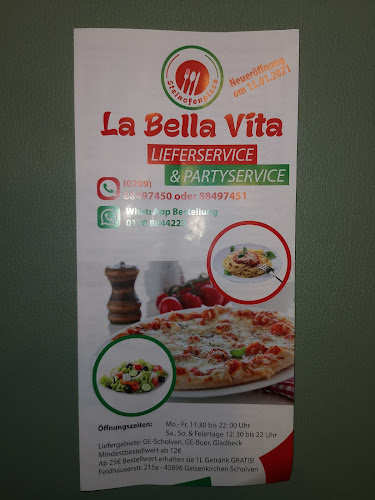 Steinofenpizza
Neueröffnung
am 15.01.2021
La Bella Vita
LIEFERSERVICE
& PARTYSERVICE
(0209)
88497450 oder 88497451
WhatsApp Bestellung
Öffnungszeiten: Mo.- Fr. 11:30 bis 22:00 Uhr
Sa., So. & Feiertage 12: 30 bis 22 Uhr
Liefergebiete: GE-Scholven, GE-Buer, Gladbeck
Mindestbestellwert ab 12€
Ab 25€ Bestellwert erhalten sie 1L Getränk GRATIS!
Feldhauserstr. 215a - 45896 Gelsenkirchen Scholven